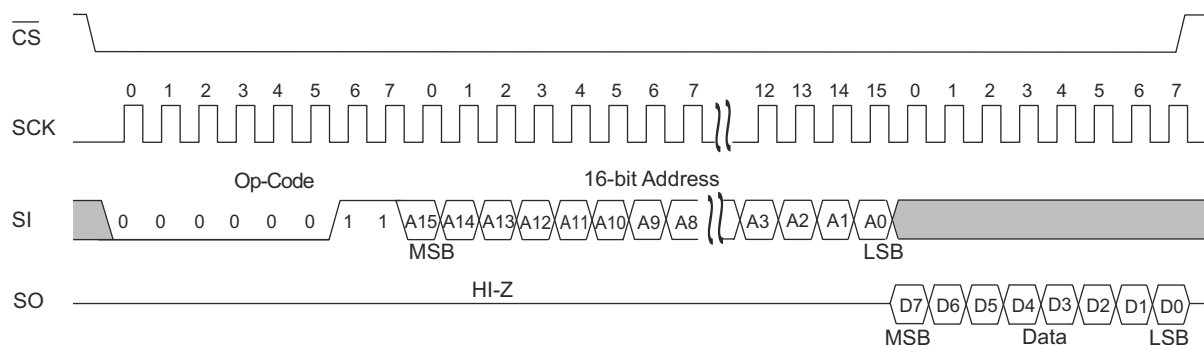 CS
0 1 2 3 4 5 6 7 0 1 2 3 4 5 6 7 12 13 14 15 0 1 2 3 4 5 6 7
SCK
Op-Code 16-bit Address
SI 0 0 0 0 0 0 1 1 A15 A14 A13 A12 A11 A10 A9 A8 A3 A2 A1 A0
MSB LSB
HI-Z
SO D7 D6 D5 D4 D3 D2 D1 D0
MSB Data LSB